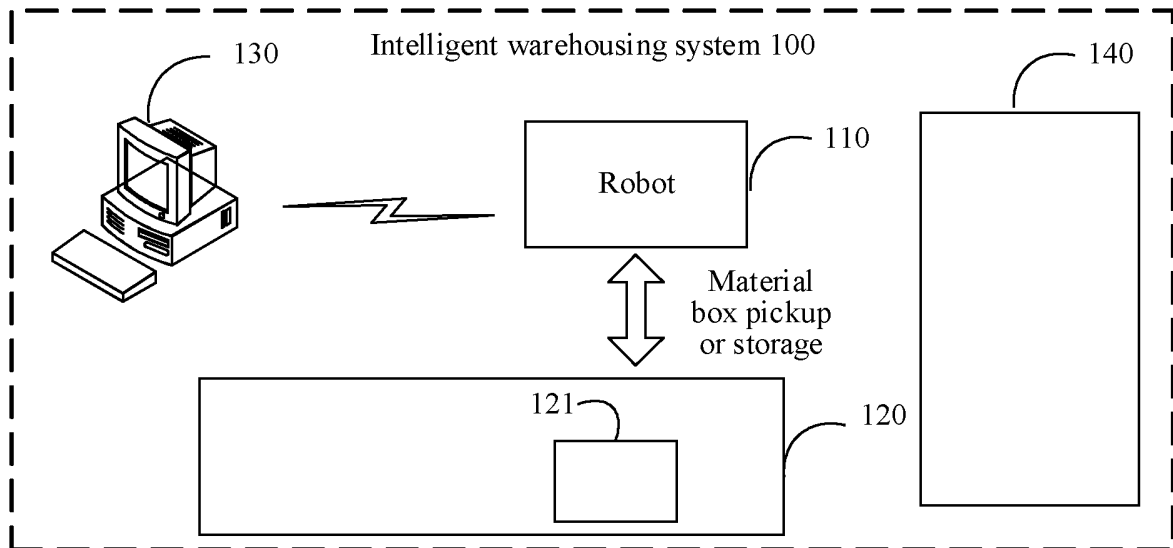 Intelligent warehousing system 100
130
140
110
Robot
Material
box pickup
or storage
121
120